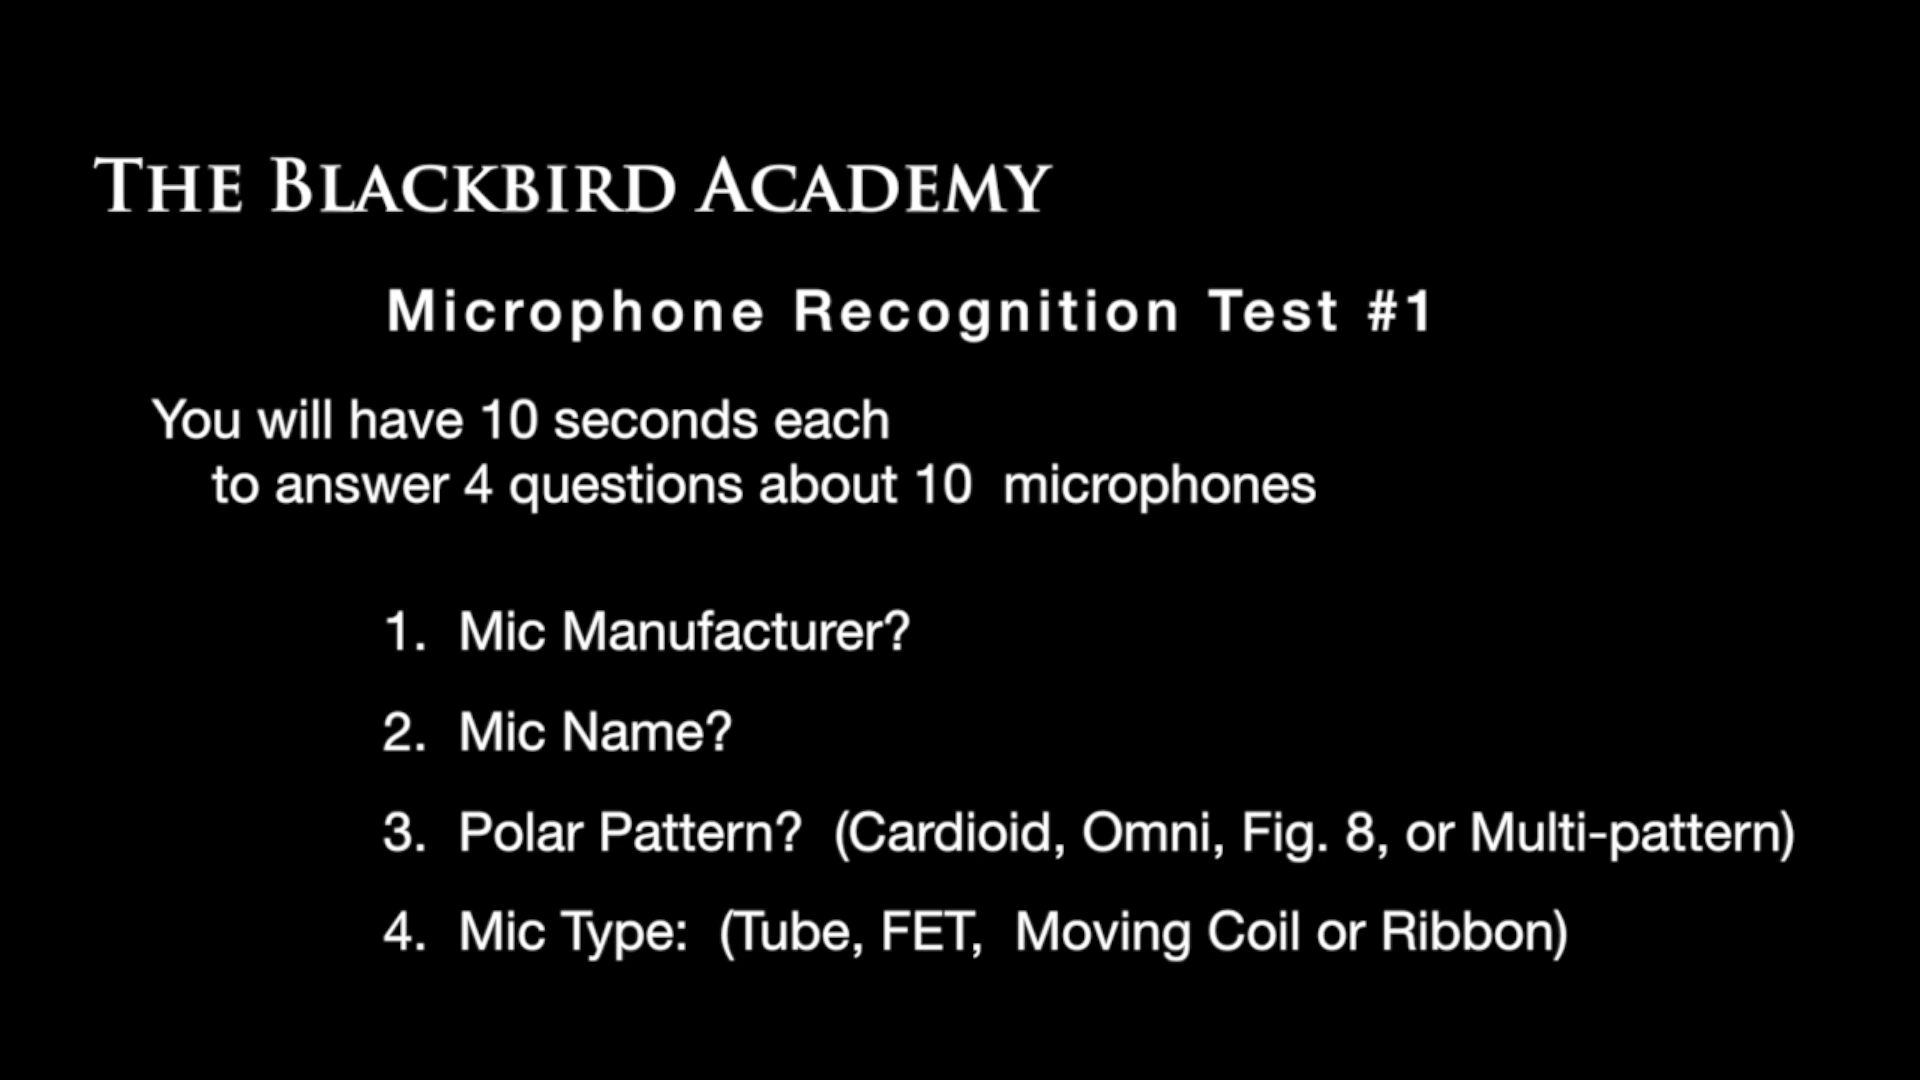 THE BLACKBIRD ACADEMY
Microphone Recognition Test #1
You will have 10 seconds each
to answer 4 questions about 10 microphones
1. Mic Manufacturer?
2. Mic Name?
3. Polar Pattern? (Cardioid, Omni, Fig. 8, or Multi-pattern)
4. Mic Type: (Tube, FET, Moving Coil or Ribbon)